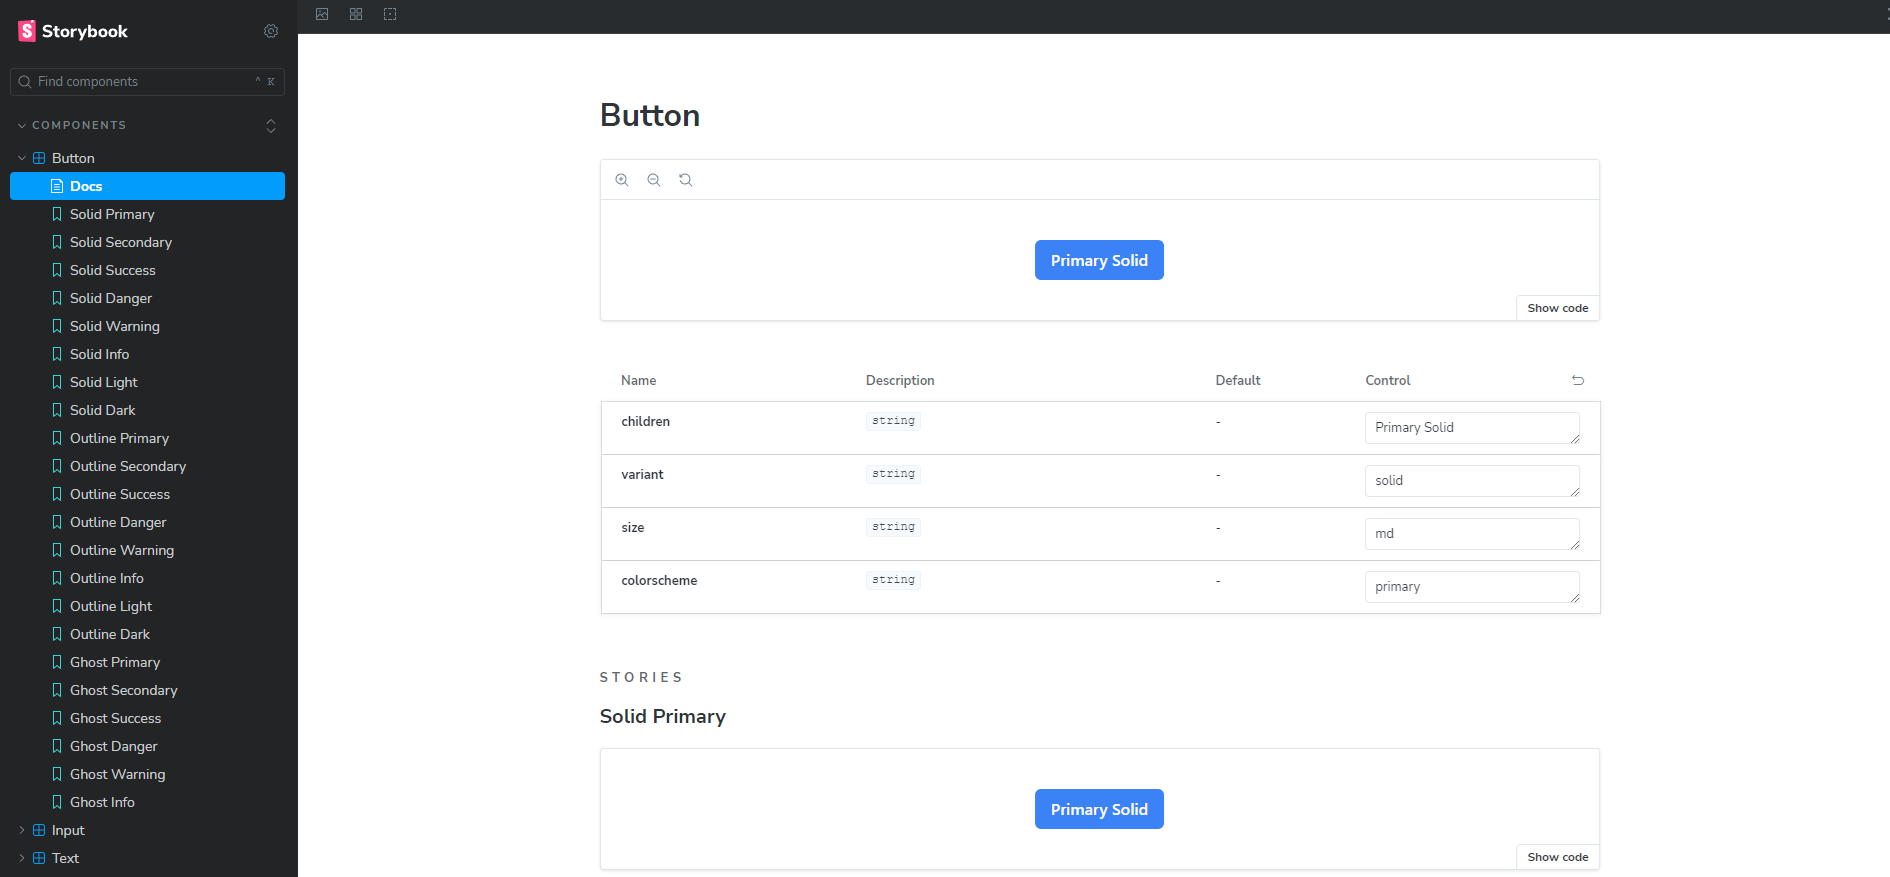 Storybook
Find components
^ K
COMPONENTS
Button
Docs
Solid Primary
Solid Secondary
Solid Success
Solid Danger
Solid Warning
Solid Info
Solid Light
Solid Dark
Outline Primary
Outline Secondary
Outline Success
Outline Danger
Outline Warning
Outline Info
Outline Light
Outline Dark
Ghost Primary
Ghost Secondary
Ghost Success
Ghost Danger
Ghost Warning
Ghost Info
Input
Text
Button
Primary Solid
Show code
Name Description Default Control
children string - Primary Solid
variant string - solid
size string - md
colorscheme string - primary
STORIES
Solid Primary
Primary Solid
Show code